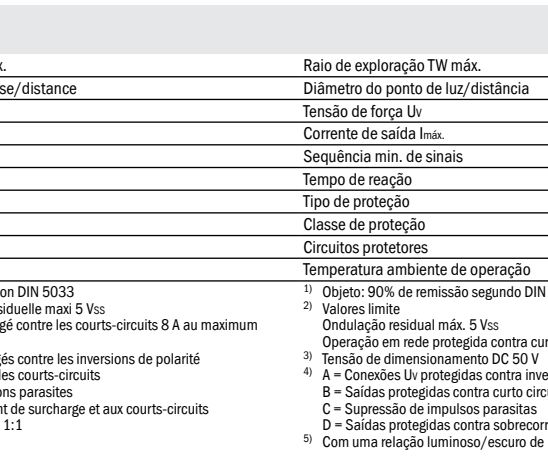 Raio de exploração TW máx.
se/distance
Diâmetro do ponto de luz/distância
Tensão de força Uv
Corrente de saída Imáx.
Sequência min. de sinais
Tempo de reação
Tipo de proteção
Classe de proteção
Circuitos protetores
Temperatura ambiente de operação
on DIN 5033
siduelle maxi 5 Vss
gé contre les courts-circuits 8 A au maximum
gés contre les inversions de polarité
les courts-circuits
ons parasites
nt de surcharge et aux courts-circuits
1:1
1) Objeto: 90% de remissão segundo DIN
2) Valores limite
Ondulação residual máx. 5 Vss
Operação em rede protegida contra cur
3) Tensão de dimensionamento DC 50 V
4) A = Conexões Uv protegidas contra inve
B = Saídas protegidas contra curto circu
C = Supressão de impulsos parasitas
D = Saídas protegidas contra sobrecorr
5) Com uma relação luminoso/escuro de